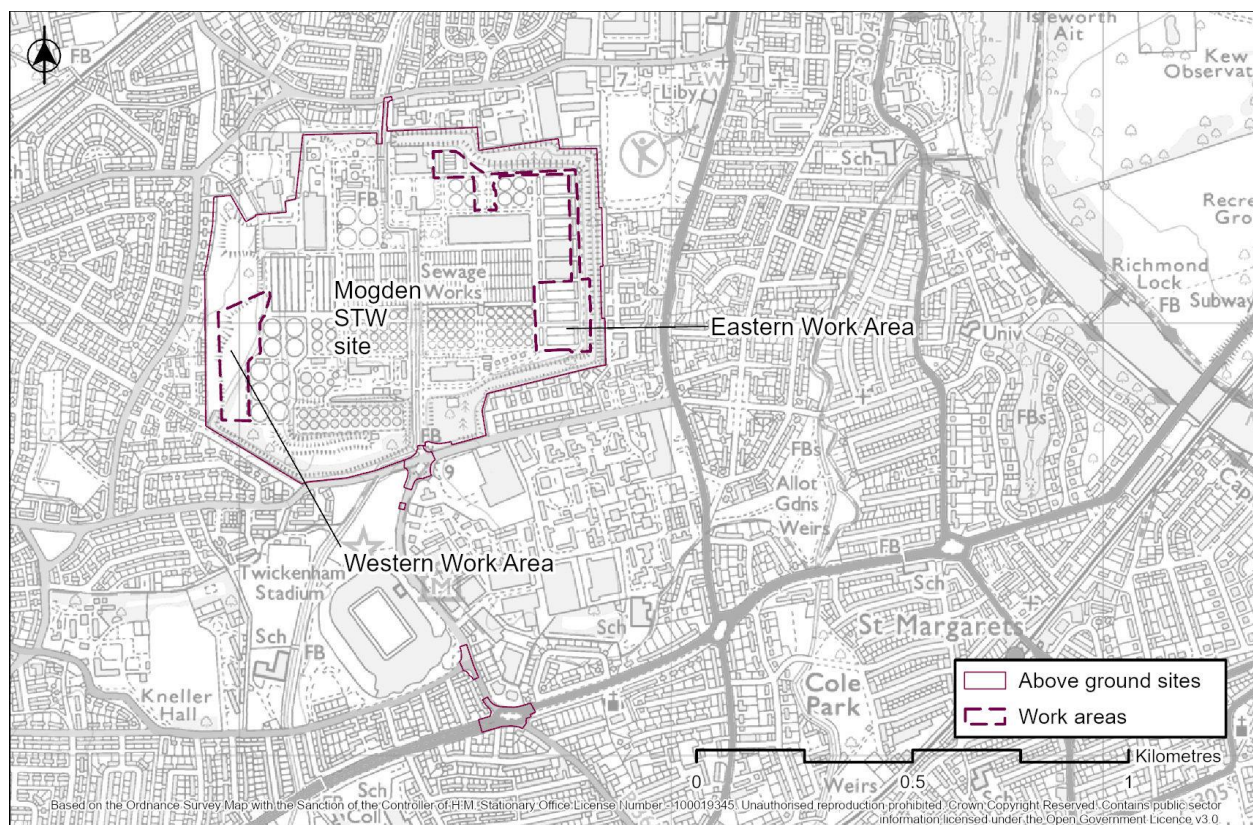 Isleworth
Ait
Kew
Observat
FB
A3004
7
W
Liby
Sch
FB
Recre
Gro
Sewage
Works
Mogden
STW
site
Richmond
Lock
FB
Subway
Eastern Work Area
Univ
FBs
FB
9
FBs
Allot
Gdns
Weirs
Western Work Area
Twickenham
Stadium
FB
Sch
Sch
FB
Sch
St Margarets
Kneller
Hall
Cole
Park
Above ground sites
Work areas
Kilometres
0
0.5
1
Weirs
Sch
Sch
Coll
Based on the Ordnance Survey Map with the Sanction of the Controller of H.M. Stationary Office License Number - 100019345. Unauthorised reproduction prohibited. Crown Copyright Reserved. Contains public sector
information licensed under the Open Government Licence v3.0